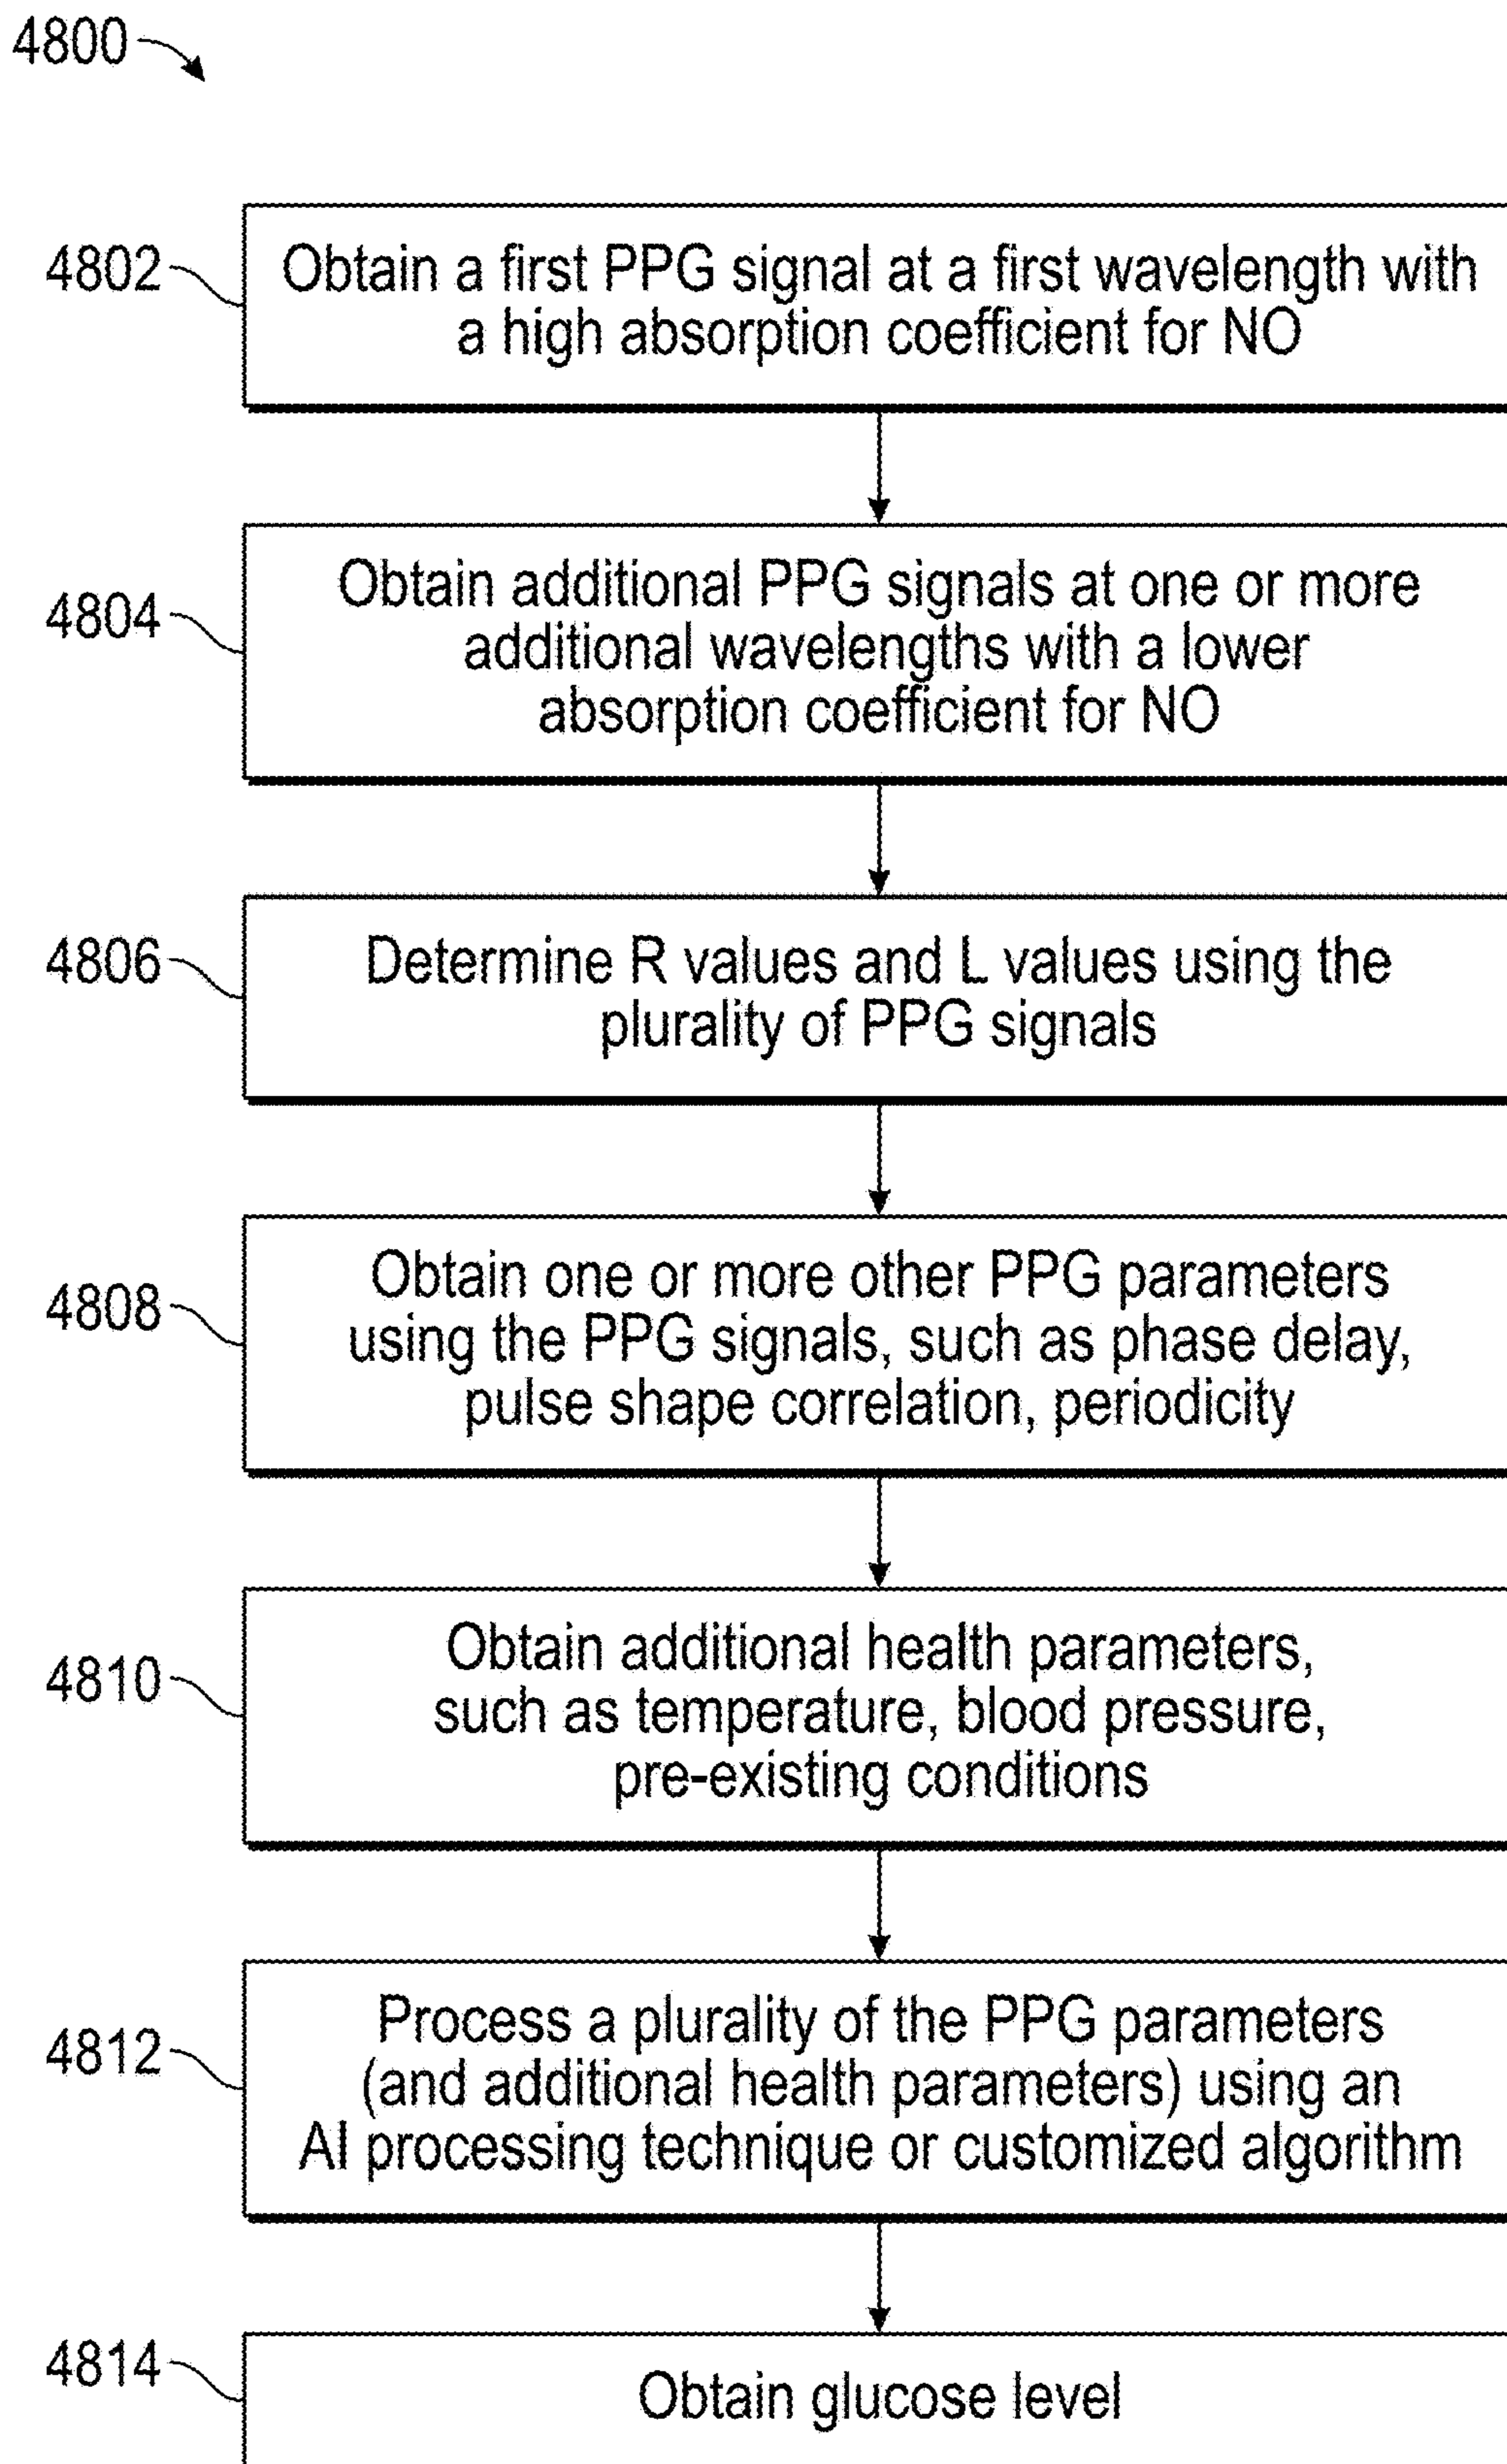 4800
4802
Obtain a first PPG signal at a first wavelength with
a high absorption coefficient for NO
4804
Obtain additional PPG signals at one or more
additional wavelengths with a lower
absorption coefficient for NO
4806
Determine R values and L values using the
plurality of PPG signals
4808
Obtain one or more other PPG parameters
using the PPG signals, such as phase delay,
pulse shape correlation, periodicity
4810
Obtain additional health parameters,
such as temperature, blood pressure,
pre-existing conditions
4812
Process a plurality of the PPG parameters
(and additional health parameters) using an
AI processing technique or customized algorithm
4814
Obtain glucose level